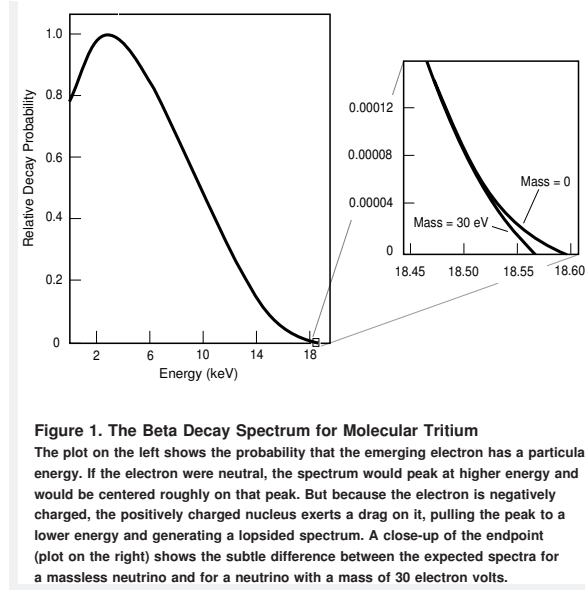 1.0
0.8
0.6
0.4
0.2
0
Relative Decay Probability
2 6 10 14 18
Energy (keV)
0.00012
0.00008
0.00004
0
Mass = 0
Mass = 30 eV
18.45 18.50 18.55 18.60
Figure 1. The Beta Decay Spectrum for Molecular Tritium
The plot on the left shows the probability that the emerging electron has a particula
energy. If the electron were neutral, the spectrum would peak at higher energy and
would be centered roughly on that peak. But because the electron is negatively
charged, the positively charged nucleus exerts a drag on it, pulling the peak to a
lower energy and generating a lopsided spectrum. A close-up of the endpoint
(plot on the right) shows the subtle difference between the expected spectra for
a massless neutrino and for a neutrino with a mass of 30 electron volts.